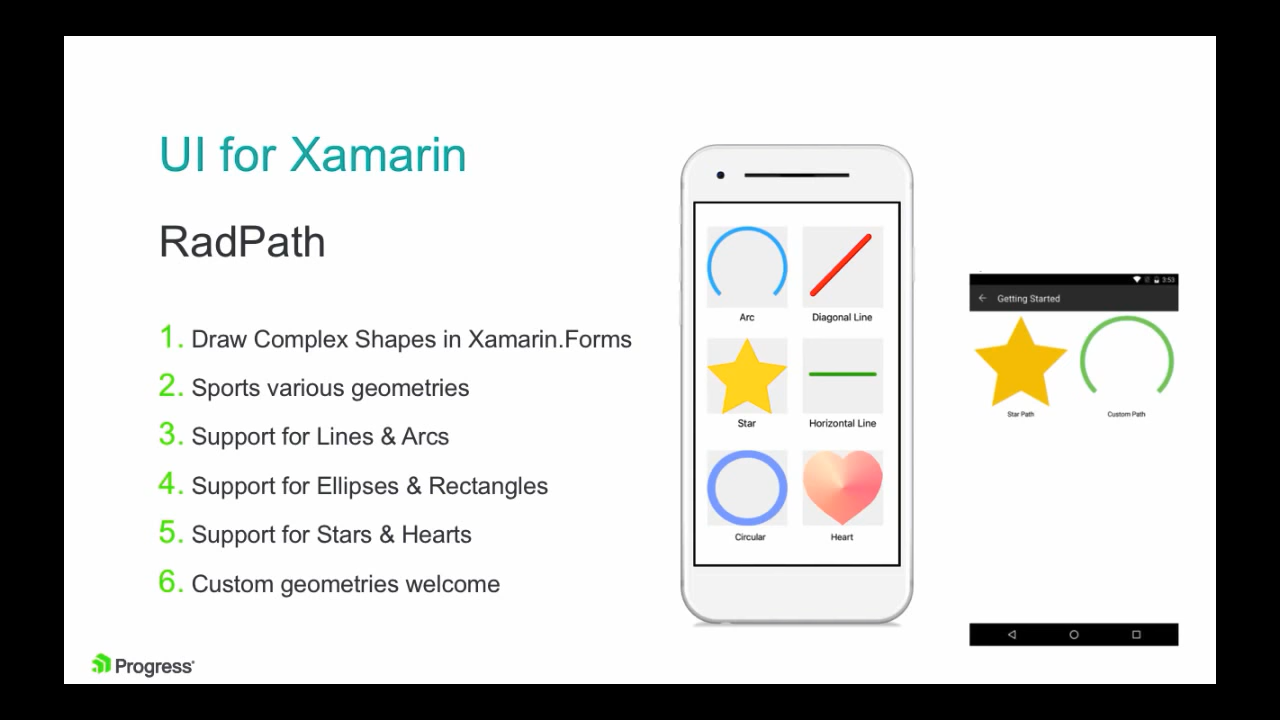 UI for Xamarin
RadPath
1. Draw Complex Shapes in Xamarin.Forms
2. Sports various geometries
3. Support for Lines & Arcs
4. Support for Ellipses & Rectangles
5. Support for Stars & Hearts
6. Custom geometries welcome
Progress
Arc
Diagonal Line
Star
Horizontal Line
Circular
Heart
3:53
Getting Started
Star Path
Custom Path